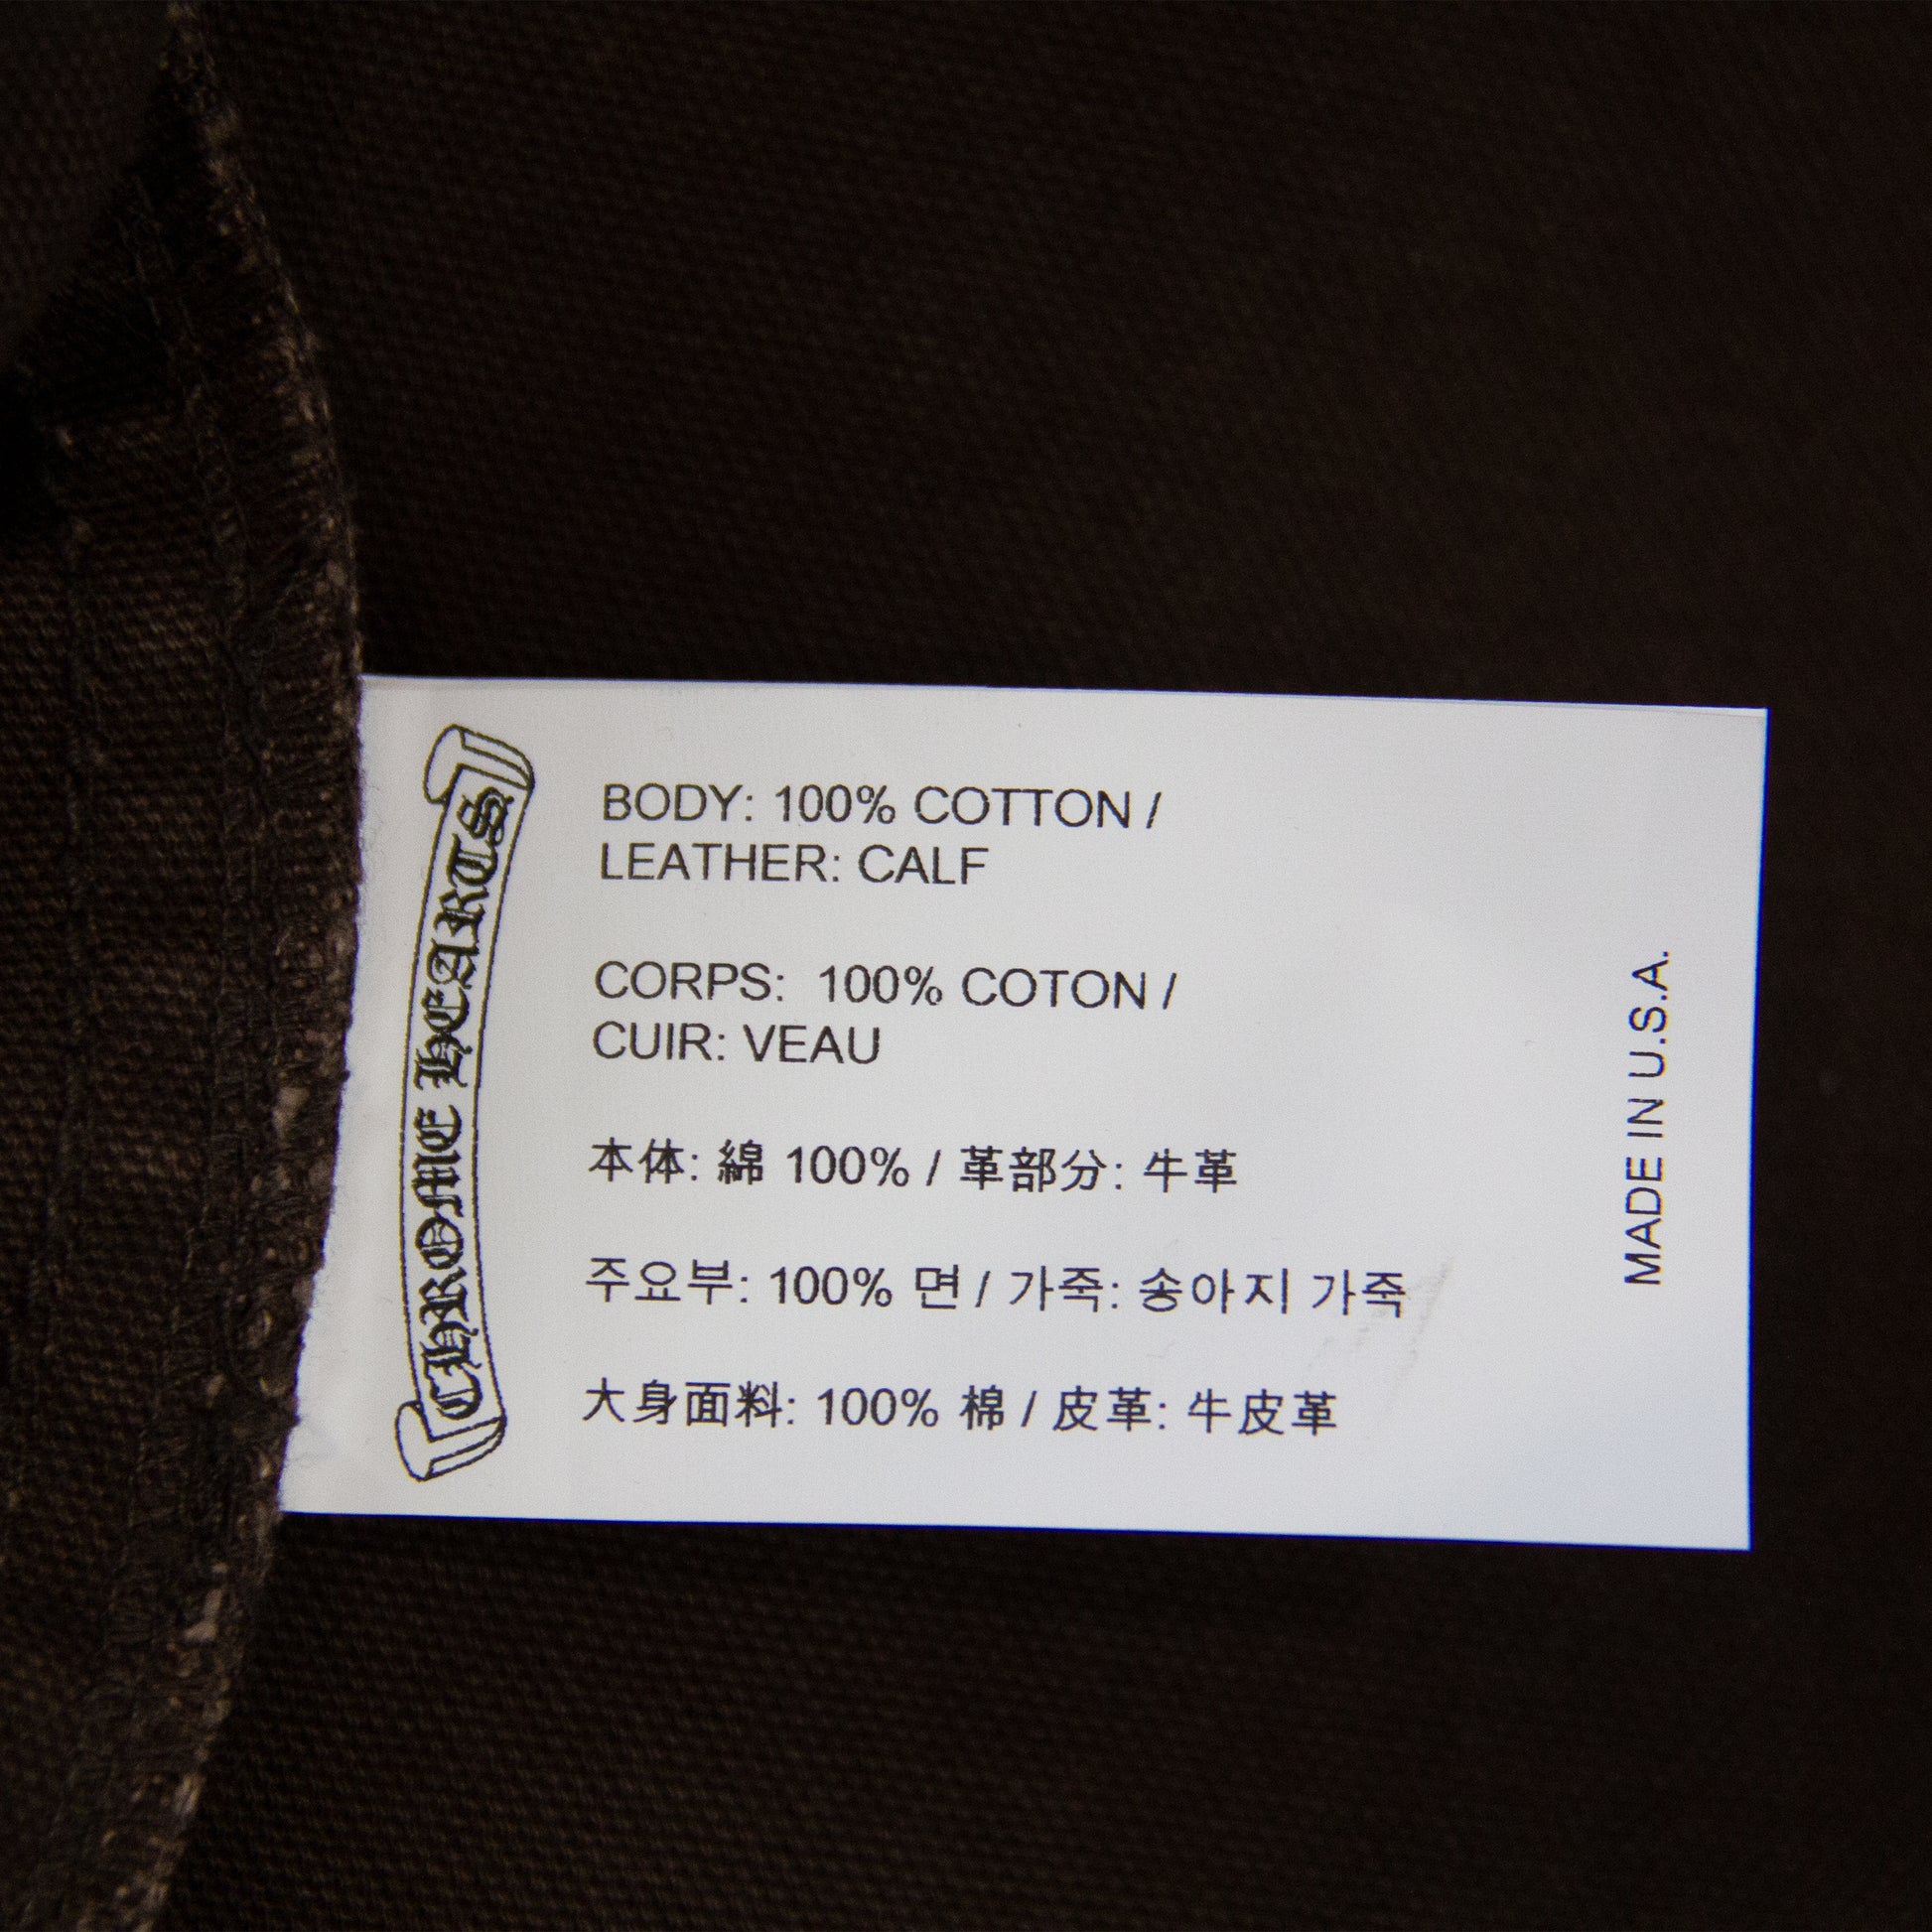 CHROME HEARTS
BODY: 100% COTTON /
LEATHER: CALF
CORPS: 100% COTON /
CUIR: VEAU
本体: 綿 100% / 革部分: 牛革
주요부: 100% 면 / 가죽: 송아지 가죽
大身面料: 100% 棉 / 皮革: 牛皮革
MADE IN U.S.A.